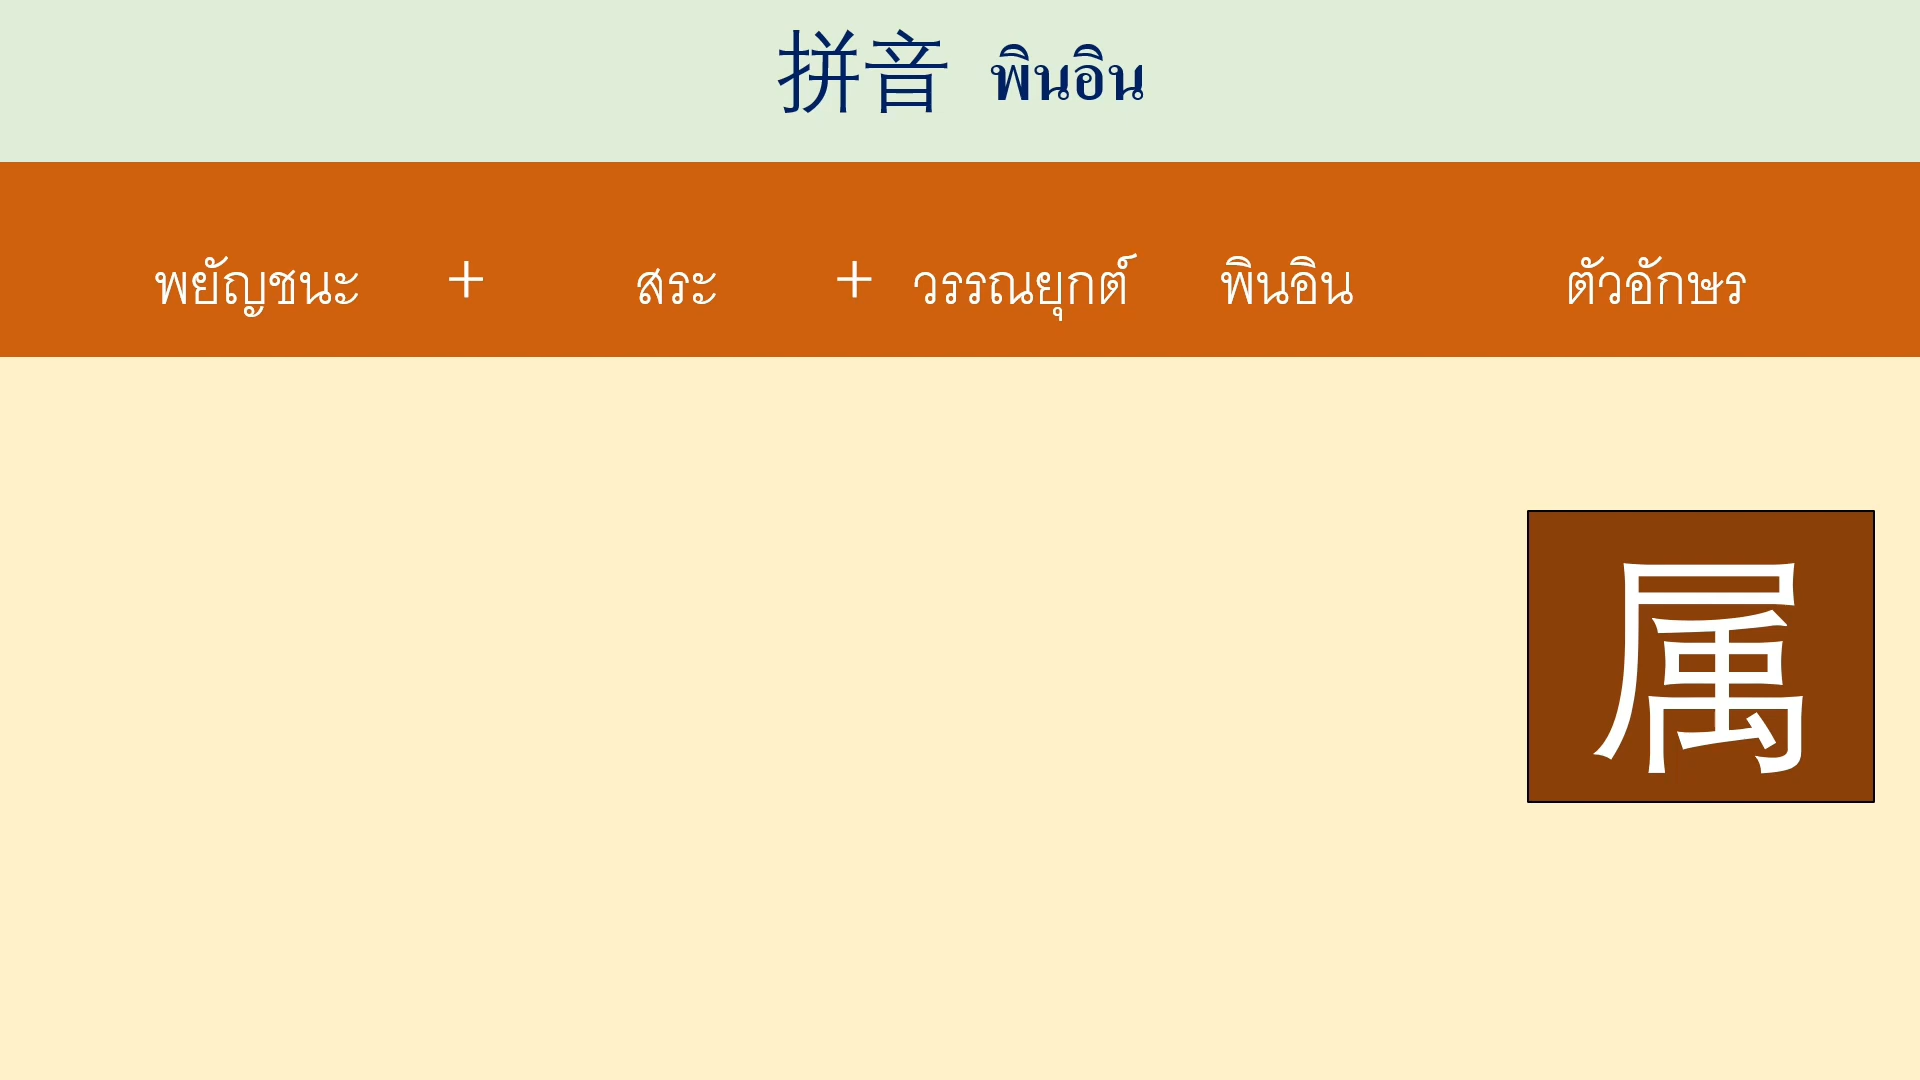 拼音 พินอิน
พยัญชนะ + สระ + วรรณยุกต์ พินอิน ตัวอักษร
属